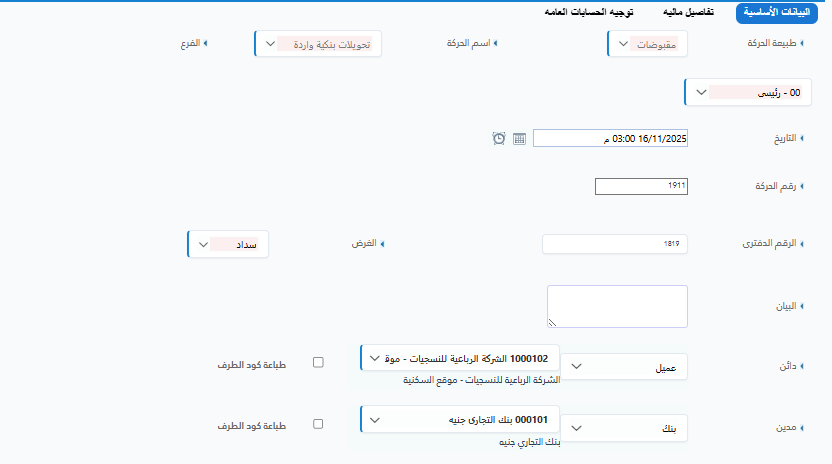 البيانات الأساسية تفاصيل ماليه توجيه الحسابات العامه
طبيعة الحركة مقبوضات اسم الحركة تحويلات بنكية واردة الفرع
00 - رئيسى
التاريخ 16/11/2025 03:00 م
رقم الحركة 1911
الرقم الدفترى 1819 الغرض سداد
البيان
دائن عميل 1000102 الشركة الرباعية للنسجيات - موق طباعة كود الطرف
الشركة الرباعية للنسجيات - موقع السكنية
مدين بنك 000101 بنك التجارى جنيه طباعة كود الطرف
بنك التجاري جنيه